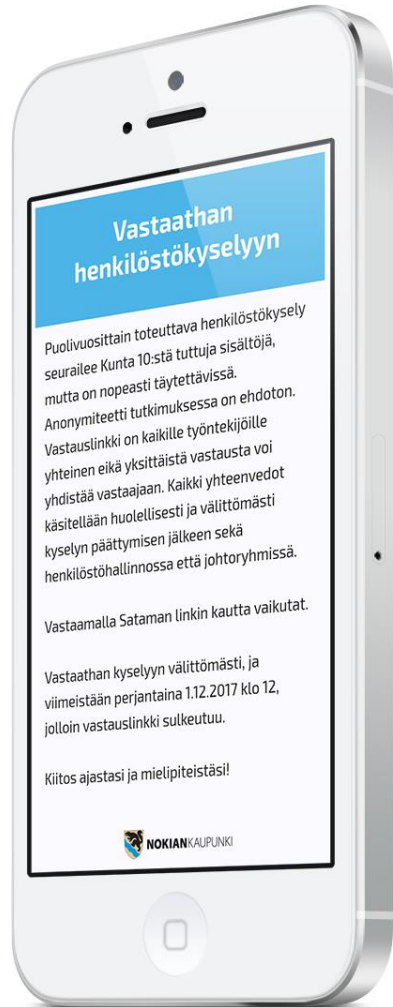 Vastaathan
henkilöstökyselyyn
Puolivuosittain toteuttava henkilöstökysely
seurailee Kunta 10:stä tuttuja sisältöjä,
mutta on nopeasti täytettävissä.
Anonymiteetti tutkimuksessa on ehdoton.
Vastauslinkki on kaikille työntekijöille
yhteinen eikä yksittäistä vastausta voi
yhdistää vastaajaan. Kaikki yhteenvedot
käsitellään huolellisesti ja välittömästi
kyselyn päättymisen jälkeen sekä
henkilöstöhallinnossa että johtoryhmissä.
Vastaamalla Sataman linkin kautta vaikutat.
Vastaathan kyselyyn välittömästi, ja
viimeistään perjantaina 1.12.2017 klo 12,
jolloin vastauslinkki sulkeutuu.
Kiitos ajastasi ja mielipiteistäsi!
NOKIANKAUPUNKI